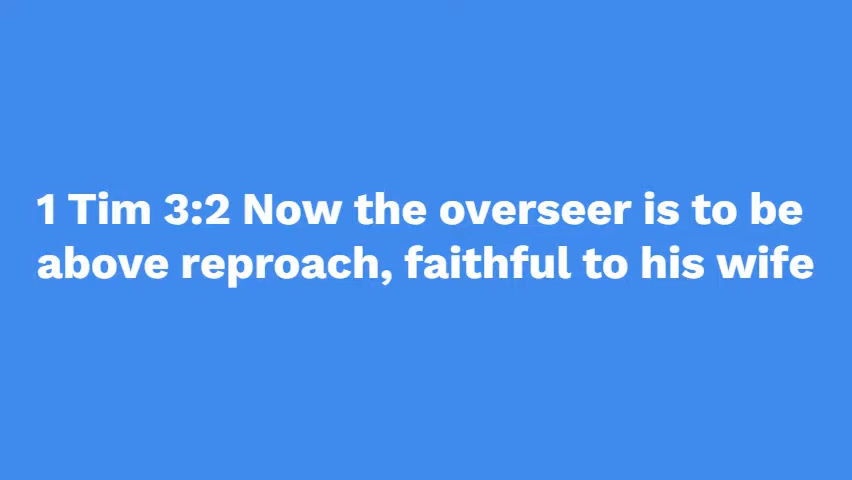 1 Tim 3:2 Now the overseer is to be
above reproach, faithful to his wife